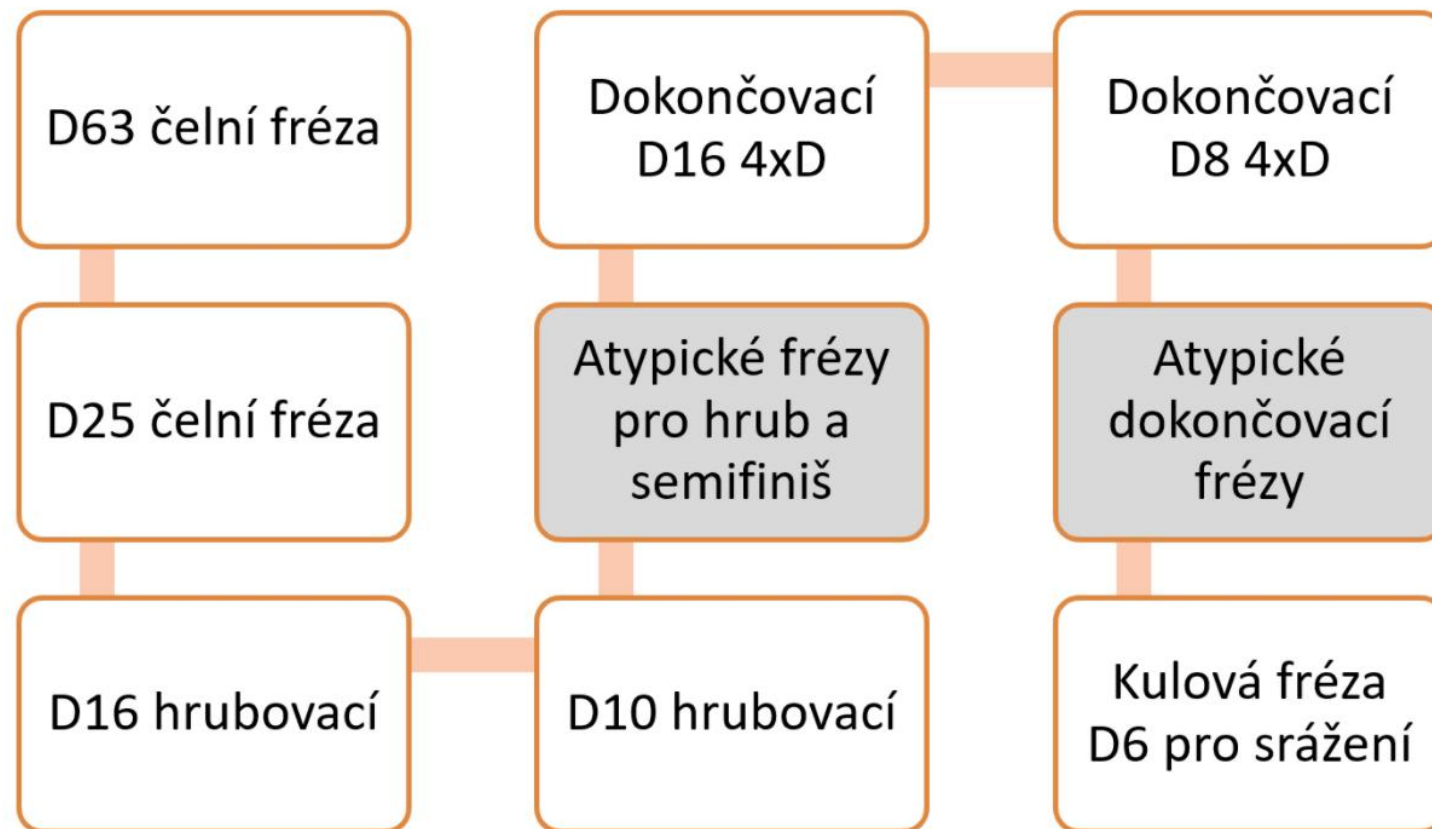 D63 čelní fréza
D25 čelní fréza
D16 hrubovací
D10 hrubovací
Atypické frézy
pro hrub a
semifiniš
Dokončovací
D16 4xD
Dokončovací
D8 4xD
Atypické
dokončovací
frézy
Kulová fréza
D6 pro srážení